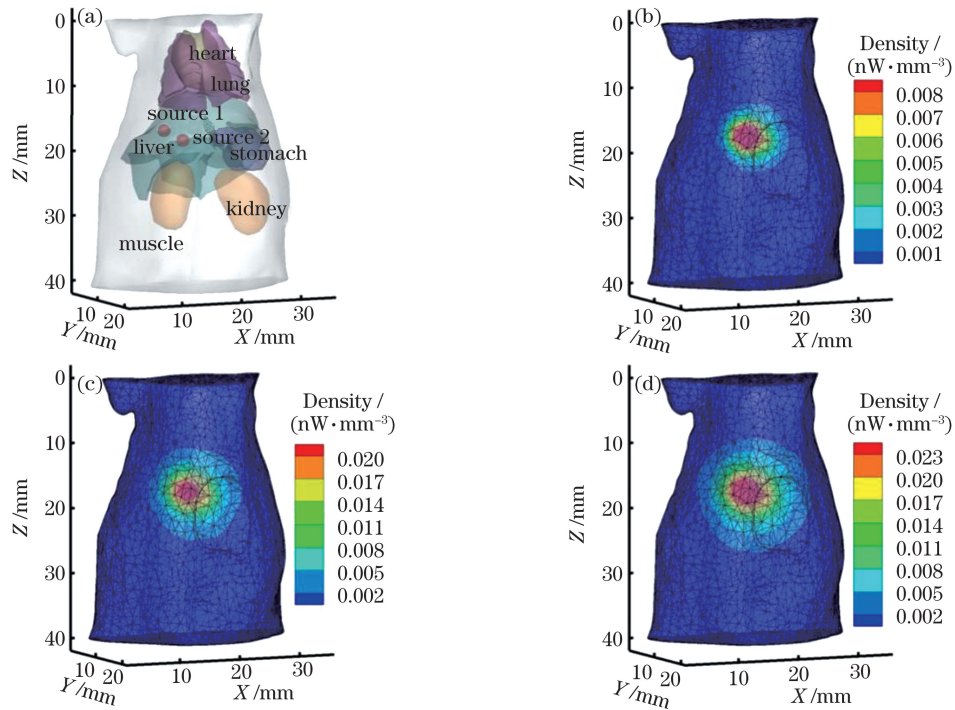 (a)
0
10
20
30
40
Z/mm
heart
lung
source 1
source 2
liver
stomach
kidney
muscle
10 20
Y/mm
10 20 30
X/mm
(b)
0
10
20
30
40
Z/mm
Density /
(nW·mm⁻³)
0.008
0.007
0.006
0.005
0.004
0.003
0.002
0.001
10 20
Y/mm
10 20 30
X/mm
(c)
0
10
20
30
40
Z/mm
Density /
(nW·mm⁻³)
0.020
0.017
0.014
0.011
0.008
0.005
0.002
10 20
Y/mm
10 20 30
X/mm
(d)
0
10
20
30
40
Z/mm
Density /
(nW·mm⁻³)
0.023
0.020
0.017
0.014
0.011
0.008
0.005
0.002
10 20
Y/mm
10 20 30
X/mm